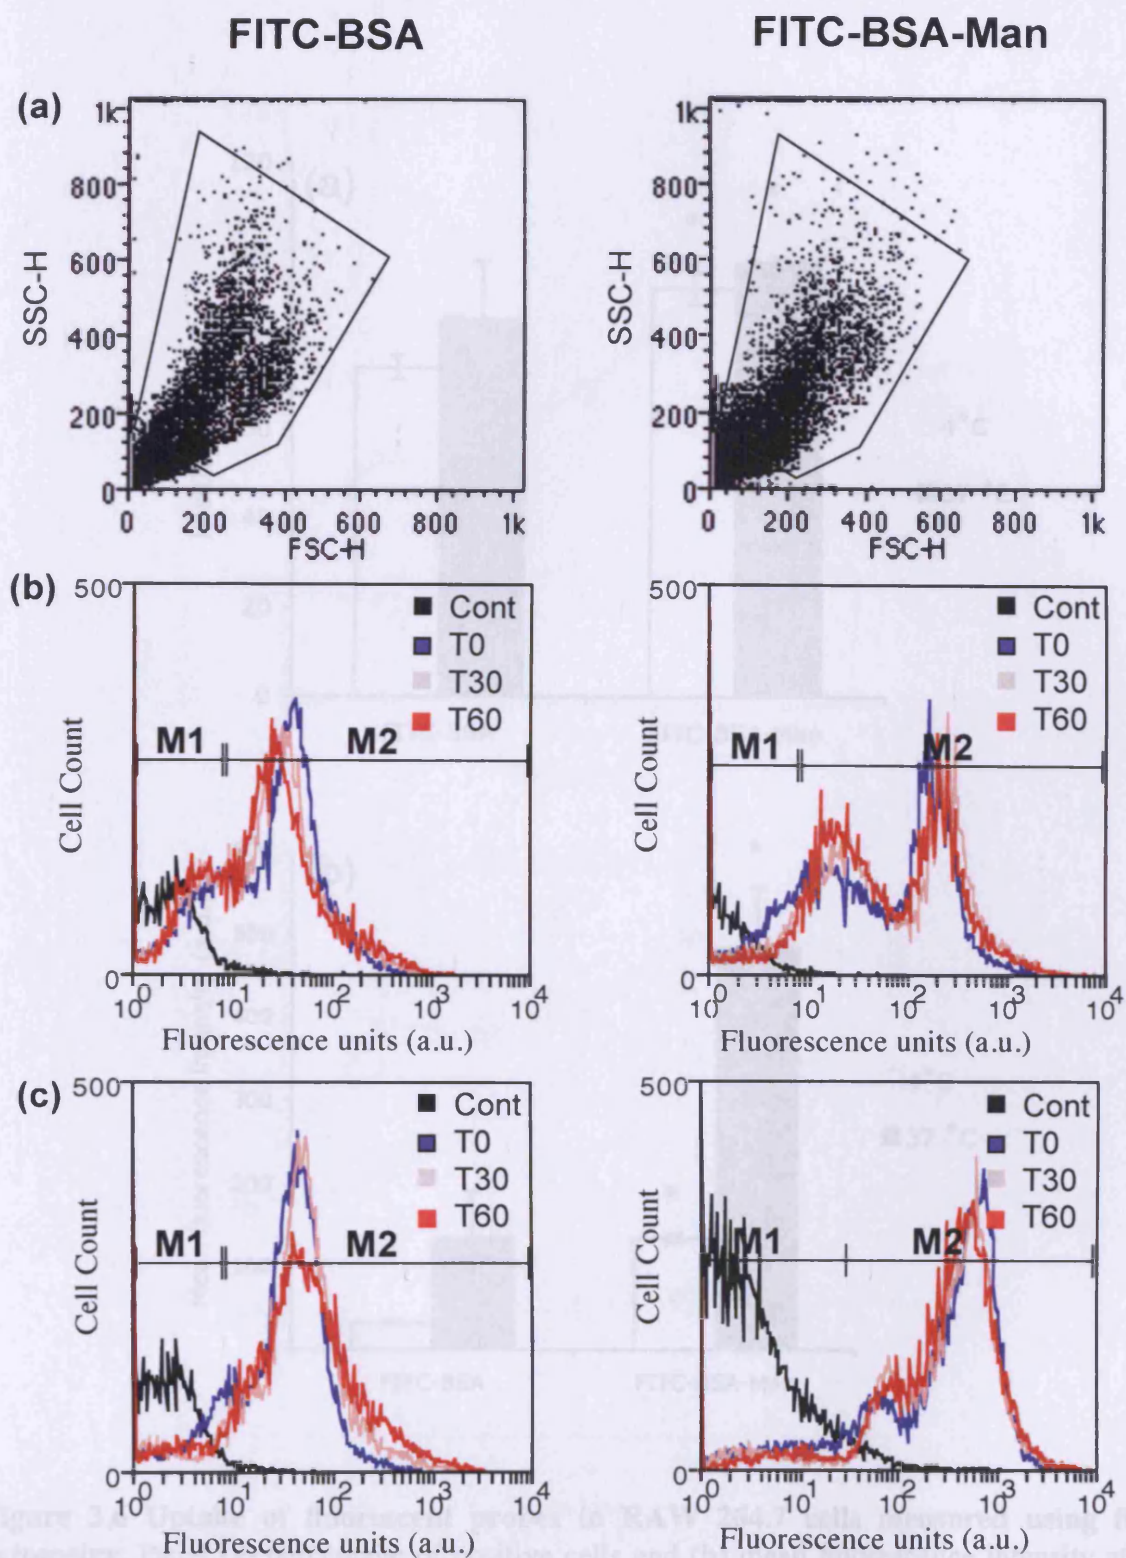 FITC-BSA
FITC-BSA-Man
(a)
1k
800
600
400
200
0
SSC-H
0 200 400 600 800 1k
FSC-H
1k
800
600
400
200
0
SSC-H
0 200 400 600 800 1k
FSC-H
(b)
500
0
Cell Count
M1
M2
Cont
T0
T30
T60
10^0 10^1 10^2 10^3 10^4
Fluorescence units (a.u.)
500
0
Cell Count
M1
M2
Cont
T0
T30
T60
10^0 10^1 10^2 10^3 10^4
Fluorescence units (a.u.)
(c)
500
0
Cell Count
M1
M2
Cont
T0
T30
T60
10^0 10^1 10^2 10^3 10^4
Fluorescence units (a.u.)
500
0
Cell Count
M1
M2
Cont
T0
T30
T60
10^0 10^1 10^2 10^3 10^4
Fluorescence units (a.u.)